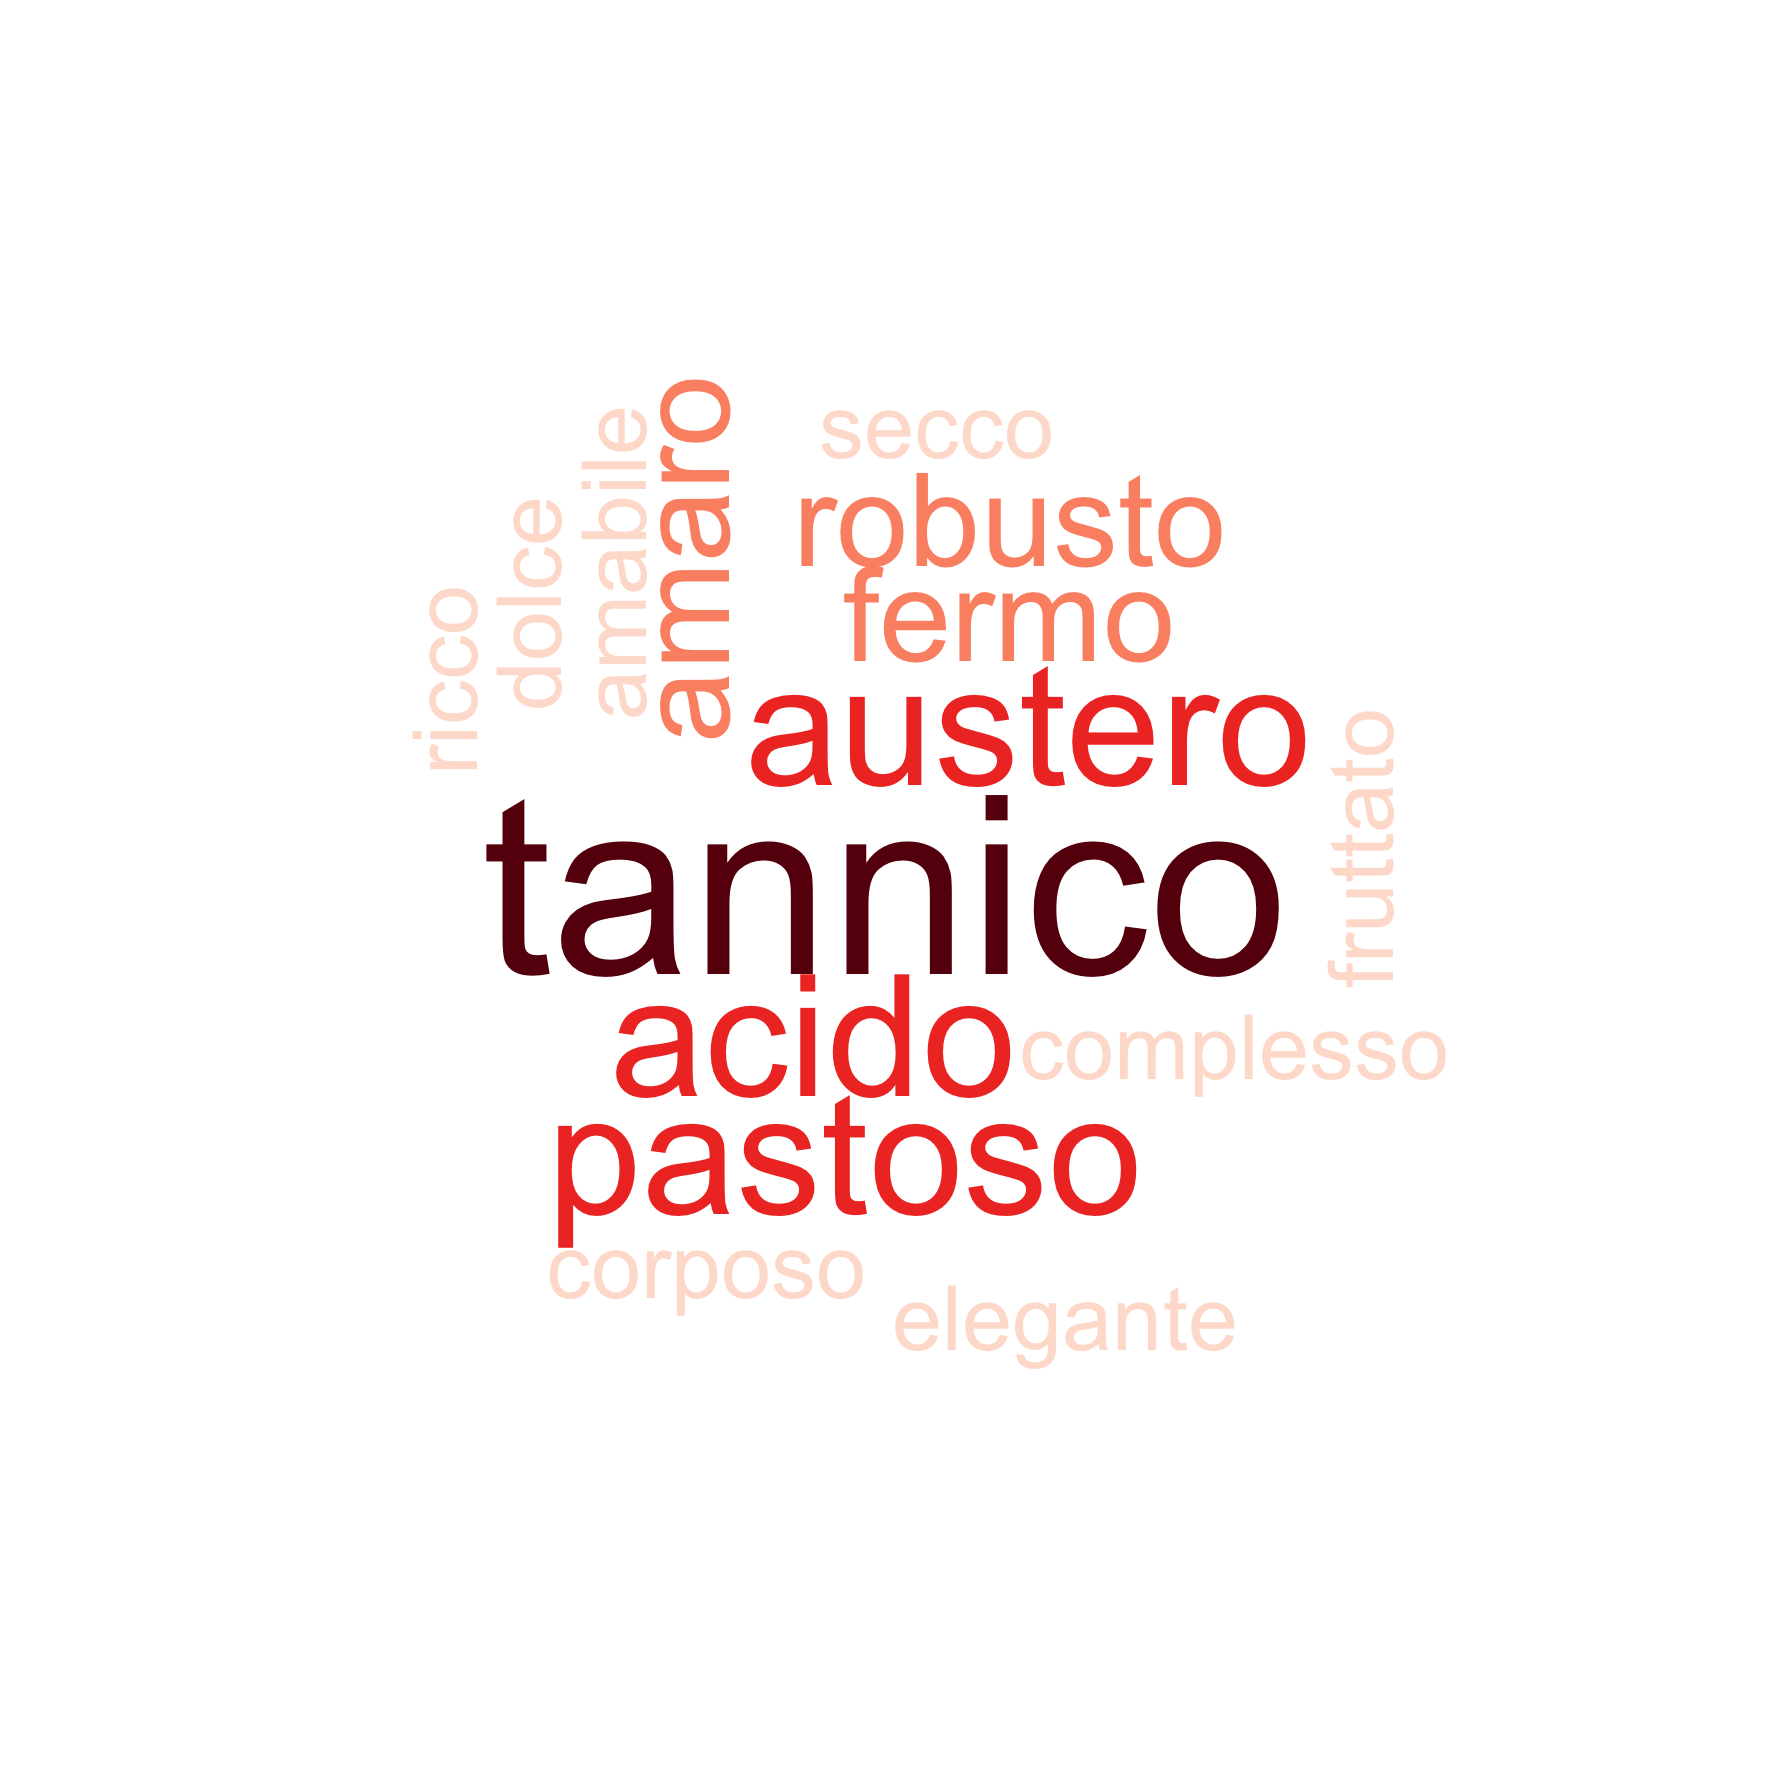 ricco
dolce
amabile
amaro
secco
robusto
fermo
austero
tannico
fruttato
acido
complesso
pastoso
corposo
elegante